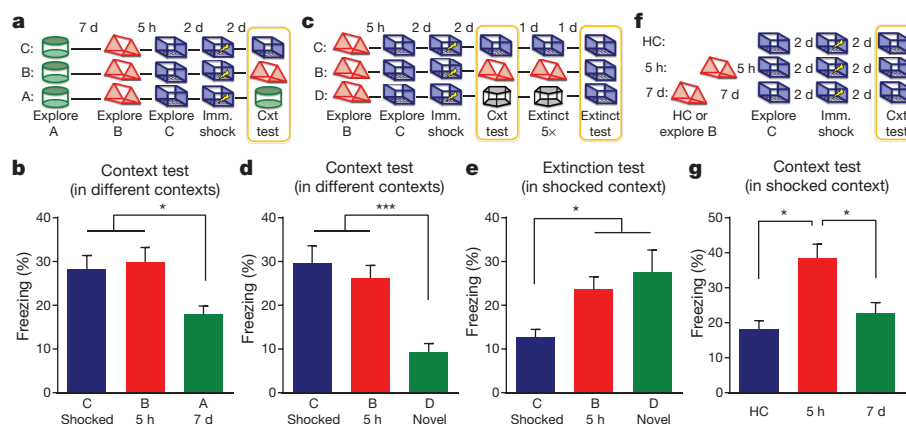 a
7 d 5 h 2 d 2 d
C:
B:
A:
Explore A
Explore B
Explore C
Imm. shock
Cxt test
c
5 h 2 d 2 d 1 d 1 d
C:
B:
D:
Explore B
Explore C
Imm. shock
Cxt test
Extinct 5×
Extinct test
f
HC: 2 d 2 d
5 h: 5 h 2 d 2 d
7 d: 7 d 2 d 2 d
HC or explore B
Explore C
Imm. shock
Cxt test
b
Context test
(in different contexts)
*
Freezing (%)
40
30
20
10
0
C B A
Shocked 5 h 7 d
d
Context test
(in different contexts)
***
Freezing (%)
40
30
20
10
0
C B D
Shocked 5 h Novel
e
Extinction test
(in shocked context)
*
Freezing (%)
40
30
20
10
0
C B D
Shocked 5 h Novel
g
Context test
(in shocked context)
* *
Freezing (%)
50
40
30
20
10
0
HC 5 h 7 d